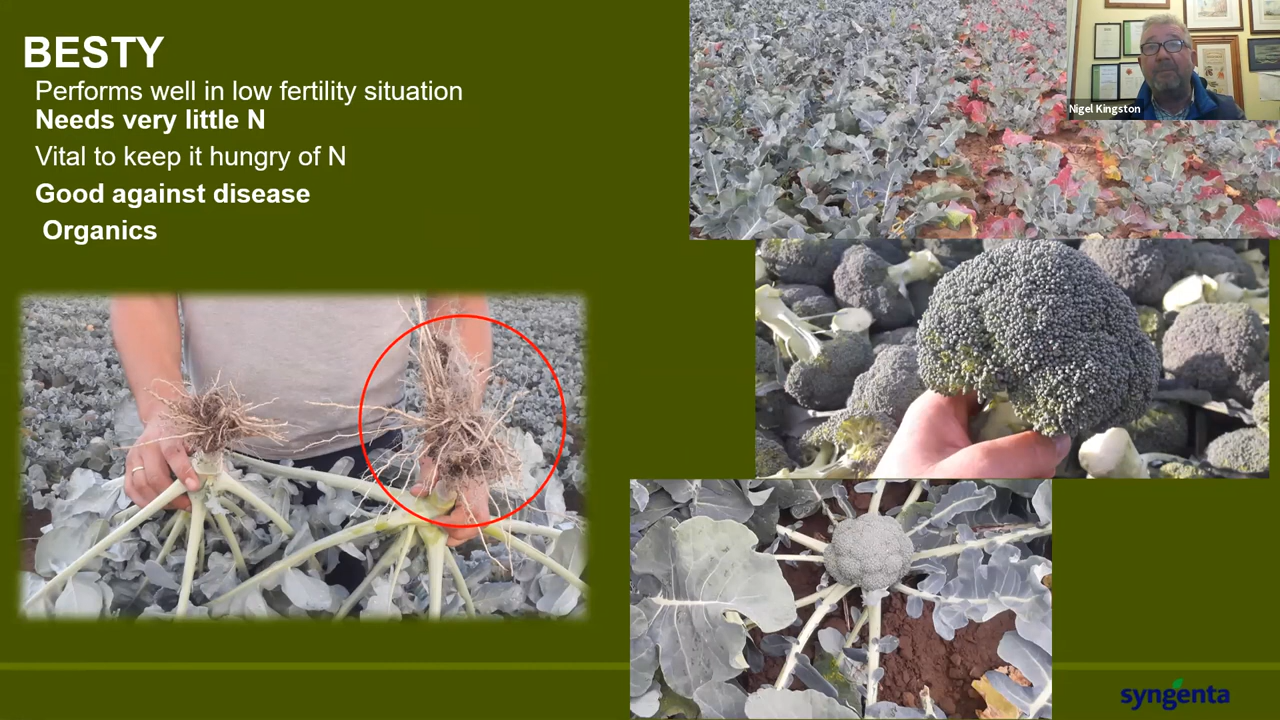 BESTY
Performs well in low fertility situation
Needs very little N
Vital to keep it hungry of N
Good against disease
Organics
Nigel Kingston
syngenta